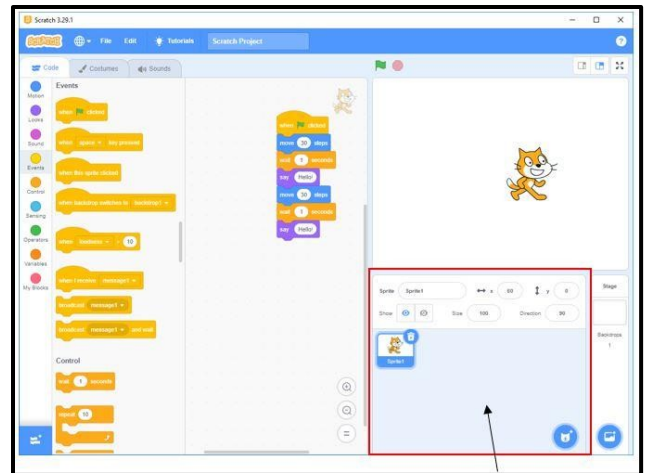 Scratch 3.29.1
SCRATCH
File Edit Tutorials Scratch Project
Code Costumes Sounds
Motion
Looks
Sound
Events
Control
Sensing
Operators
Variables
My Blocks
Events
when clicked
when space key pressed
when this sprite clicked
when backdrop switches to backdrop1
when loudness > 10
when I receive message1
broadcast message1
broadcast message1 and wait
Control
wait 1 seconds
repeat 10
when clicked
move 30 steps
wait 1 seconds
say Hello!
move 30 steps
wait 1 seconds
say Hello!
Sprite Sprite1 x 60 y 0
Show Size 100 Direction 90
Sprite1
Stage
Backdrops
1